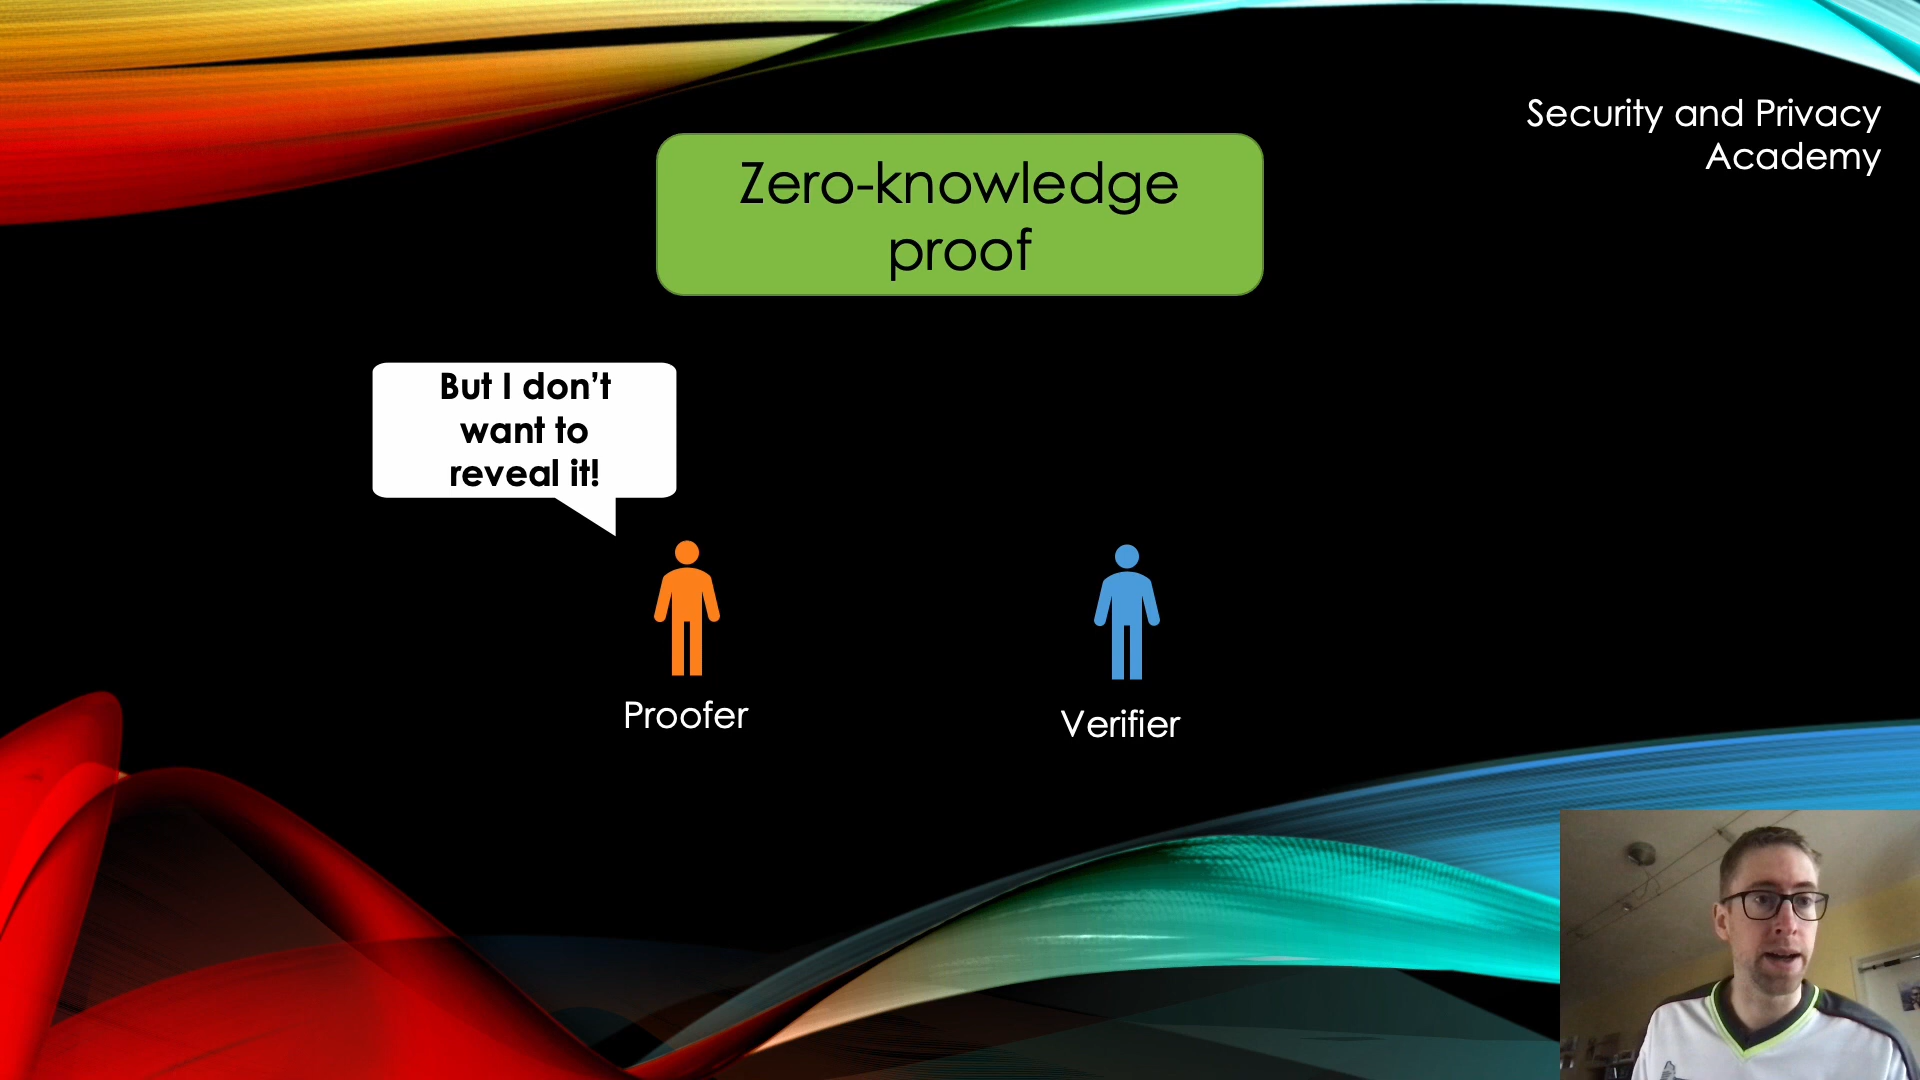 Security and Privacy
Academy
Zero-knowledge
proof
But I don’t
want to
reveal it!
Proofer
Verifier